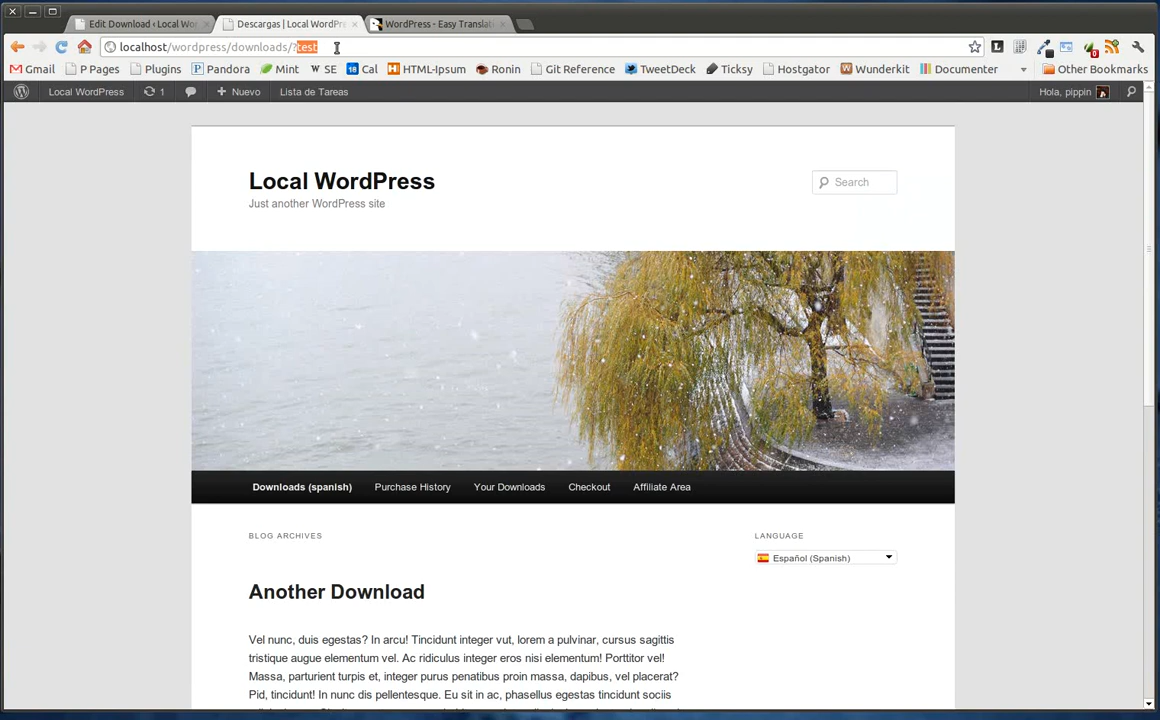 Edit Download ‹ Local Wor
Descargas | Local WordPre
WordPress - Easy Translat
localhost/wordpress/downloads/?test
Gmail P Pages Plugins Pandora Mint W SE 18 Cal HTML-Ipsum Ronin Git Reference TweetDeck Ticksy Hostgator Wunderkit Documenter Other Bookmarks
Local WordPress 1 + Nuevo Lista de Tareas Hola, pippin
Local WordPress
Search
Just another WordPress site
Downloads (spanish) Purchase History Your Downloads Checkout Affiliate Area
BLOG ARCHIVES
LANGUAGE
Español (Spanish)
Another Download
Vel nunc, duis egestas? In arcu! Tincidunt integer vut, lorem a pulvinar, cursus sagittis
tristique augue elementum vel. Ac ridiculus integer eros nisi elementum! Porttitor vel!
Massa, parturient turpis et, integer purus penatibus proin massa, dapibus, vel placerat?
Pid, tincidunt! In nunc dis pellentesque. Eu sit in ac, phasellus egestas tincidunt sociis